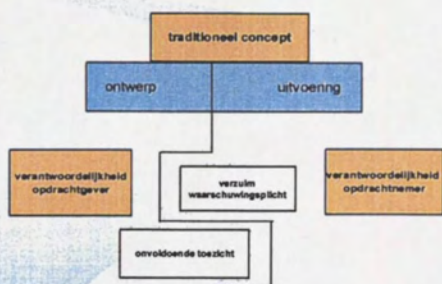 traditioneel concept
ontwerp uitvoering
verantwoordelijkheid
opdrachtgever
verzuim
waarschuwingsplicht
verantwoordelijkheid
opdrachtnemer
onvoldoende toezicht